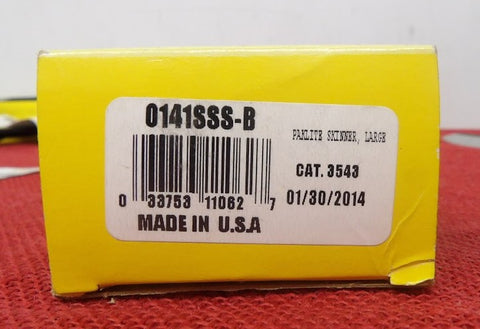 0141SSS-B
PAKLITE SKINNER, LARGE
CAT. 3543
0 33753 11062 7
01/30/2014
MADE IN U.S.A